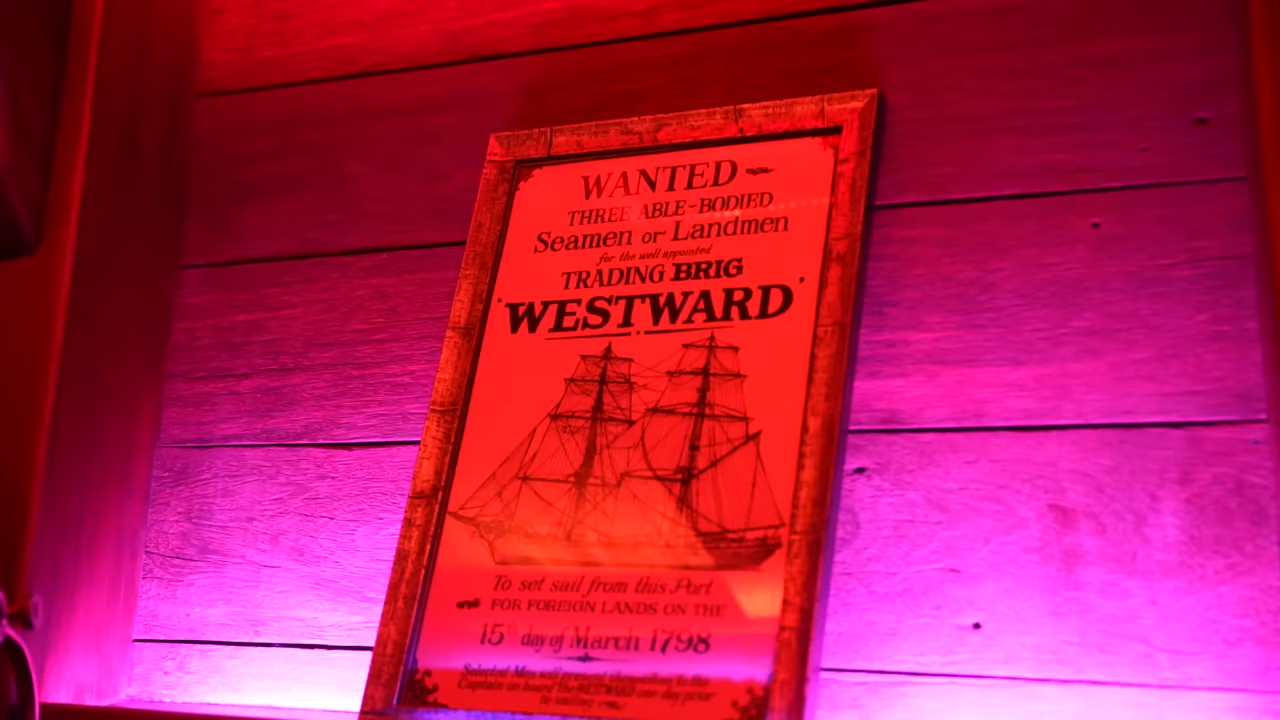 WANTED
THREE ABLE-BODIED
Seamen or Landmen
for the well appointed
TRADING BRIG
WESTWARD
To set sail from this Port
FOR FOREIGN LANDS ON THE
15th day of March 1798
Selected Men will present themselves to the
Captain on board the WESTWARD one day prior
to sailing